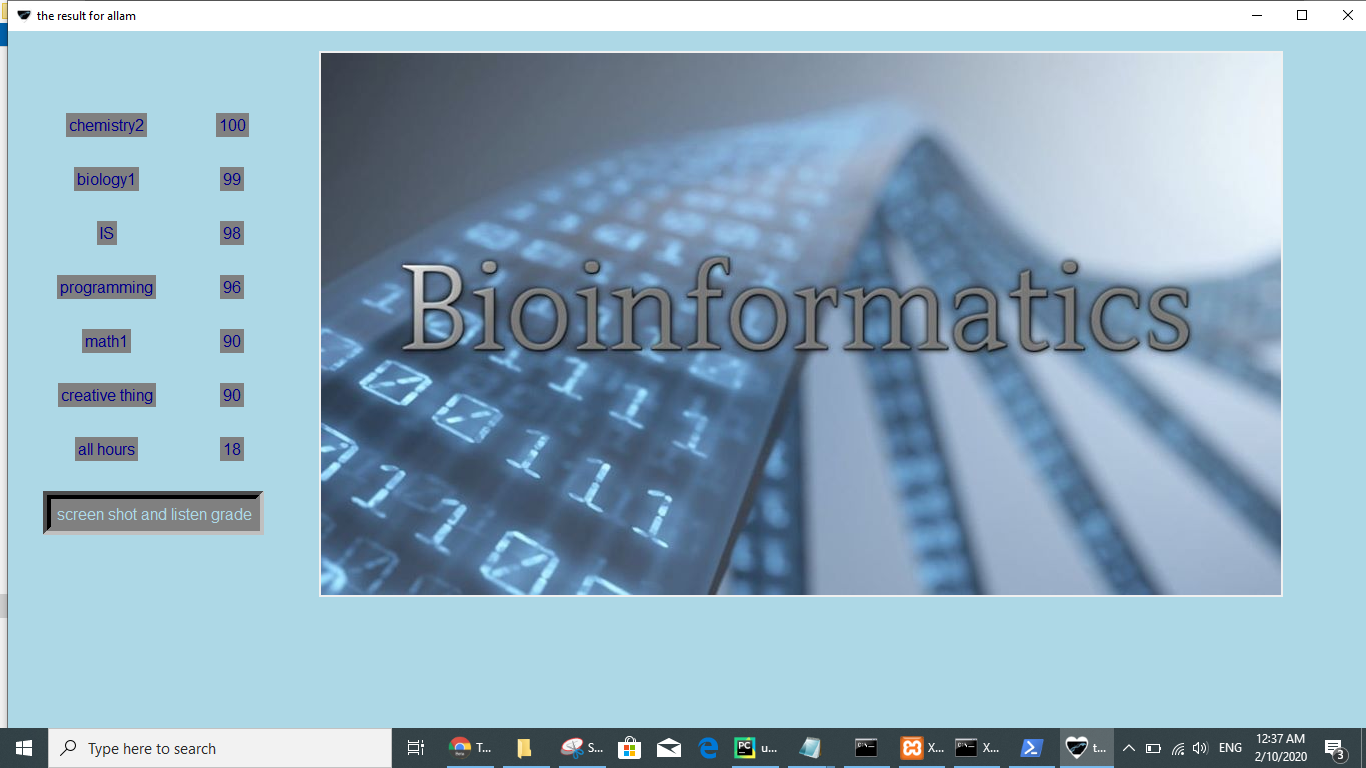 the result for allam
chemistry2 100
biology1 99
IS 98
programming 96
math1 90
creative thing 90
all hours 18
screen shot and listen grade
Bioinformatics
Type here to search
T...
S...
PC
u...
X...
X...
t...
ENG
12:37 AM
2/10/2020
3